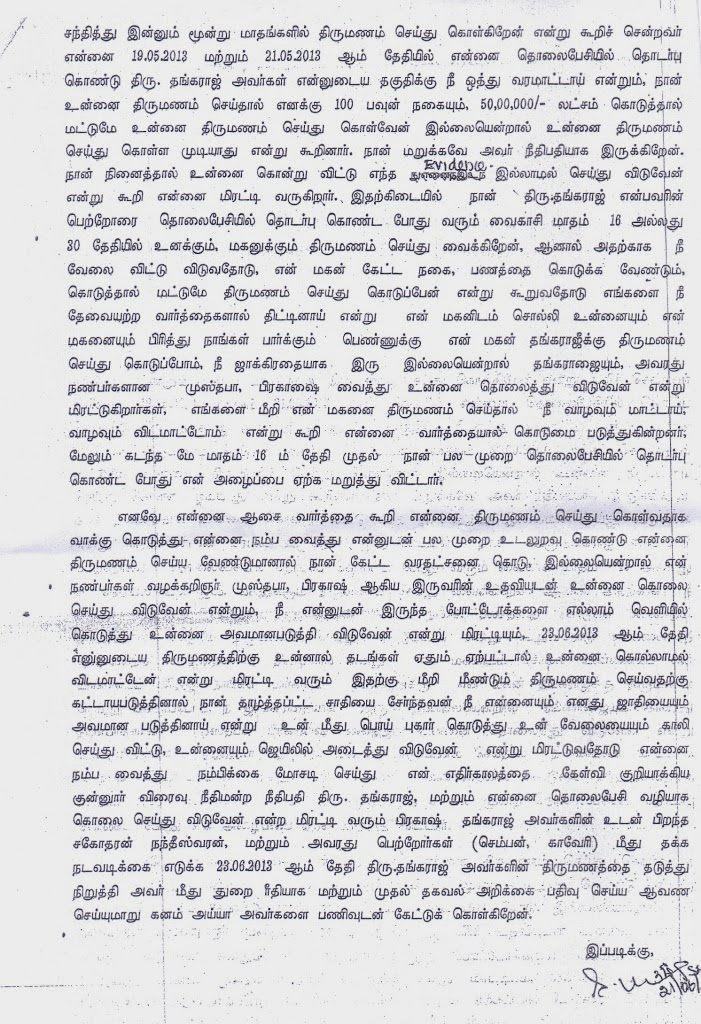 சந்தித்து இன்னும் மூன்று மாதங்களில் திருமணம் செய்து கொள்கிறேன் என்று கூறிச் சென்றவர்
என்னை 19.05.2013 மற்றும் 21.05.2013 ஆம் தேதியில் என்னை தொலைபேசியில் தொடர்பு
கொண்டு திரு. தங்கராஜ் அவர்கள் என்னுடைய தகுதிக்கு நீ ஒத்து வரமாட்டாய் என்றும், நான்
உன்னை திருமணம் செய்தால் எனக்கு 100 பவுன் நகையும், 50,00,000/- லட்சம் கொடுத்தால்
மட்டுமே உன்னை திருமணம் செய்து கொள்வேன் இல்லையென்றால் உன்னை திருமணம்
செய்து கொள்ள முடியாது என்று கூறினார். நான் மறுக்கவே அவர் நீதிபதியாக இருக்கிறேன்.
நான் நினைத்தால் உன்னை கொன்று விட்டு எந்த Evidence இல்லாமல் செய்து விடுவேன்
என்று கூறி என்னை மிரட்டி வருகிறார். இதற்கிடையில் நான் திரு.தங்கராஜ் என்பவரின்
பெற்றோரை தொலைபேசியில் தொடர்பு கொண்ட போது வரும் வைகாசி மாதம் 16 அல்லது
30 தேதியில் உனக்கும், மகனுக்கும் திருமணம் செய்து வைக்கிறேன், ஆனால் அதற்காக நீ
வேலை விட்டு விடுவதோடு, என் மகன் கேட்ட நகை, பணத்தை கொடுக்க வேண்டும்,
கொடுத்தால் மட்டுமே திருமணம் செய்து கொடுப்பேன் என்று கூறுவதோடு எங்களை நீ
தேவையற்ற வார்த்தைகளால் திட்டினாய் என்று என் மகனிடம் சொல்லி உன்னையும் என்
மகனையும் பிரித்து நாங்கள் பார்க்கும் பெண்ணுக்கு என் மகன் தங்கராஜீக்கு திருமணம்
செய்து கொடுப்போம், நீ ஜாக்கிரதையாக இரு இல்லையென்றால் தங்கராஜையும், அவரது
நண்பர்களான முஸ்தபா, பிரகாஷை வைத்து உன்னை தொலைத்து விடுவேன் என்று
மிரட்டுகிறார்கள், எங்களை மீறி என் மகனை திருமணம் செய்தால் நீ வாழவும் மாட்டாய்,
வாழவும் விடமாட்டோம் என்று கூறி என்னை வார்த்தையால் கொடுமை படுத்துகின்றனர்,
மேலும் கடந்த மே மாதம் 16 ம் தேதி முதல் நான் பல முறை தொலைபேசியில் தொடர்பு
கொண்ட போது என் அழைப்பை ஏற்க மறுத்து விட்டார்.
எனவே என்னை ஆசை வார்த்தை கூறி என்னை திருமணம் செய்து கொள்வதாக
வாக்கு கொடுத்து என்னை நம்ப வைத்து என்னுடன் பல முறை உடலுறவு கொண்டு என்னை
திருமணம் செய்ய வேண்டுமானால் நான் கேட்ட வரதட்சனை கொடு, இல்லையென்றால் என்
நண்பர்கள் வழக்கறிஞர் முஸ்தபா, பிரகாஷ் ஆகிய இருவரின் உதவியுடன் உன்னை கொலை
செய்து விடுவேன் என்றும், நீ என்னுடன் இருந்த போட்டோக்களை எல்லாம் வெளியில்
கொடுத்து உன்னை அவமானபடுத்தி விடுவேன் என்று மிரட்டியும், 23.06.2013 ஆம் தேதி
என்னுடைய திருமணத்திற்கு உன்னால் தடங்கள் ஏதும் ஏற்பட்டால் உன்னை கொல்லாமல்
விடமாட்டேன் என்று மிரட்டி வரும் இதற்கு மீறி மீண்டும் திருமணம் செய்வதற்கு
கட்டாயபடுத்தினால் நான் தாழ்த்தப்பட்ட சாதியை சேர்ந்தவன் நீ என்னையும் எனது ஜாதியையும்
அவமான படுத்தினாய் என்று உன் மீது பொய் புகார் கொடுத்து உன் வேலையையும் காலி
செய்து விட்டு, உன்னையும் ஜெயிலில் அடைத்து விடுவேன் என்று மிரட்டுவதோடு என்னை
நம்ப வைத்து நம்பிக்கை மோசடி செய்து என் எதிர்காலத்தை கேள்வி குறியாக்கிய
குன்னூர் விரைவு நீதிமன்ற நீதிபதி திரு. தங்கராஜ், மற்றும் என்னை தொலைபேசி வழியாக
கொலை செய்து விடுவேன் என்ற மிரட்டி வரும் பிரகாஷ் தங்கராஜ் அவர்களின் உடன் பிறந்த
சகோதரன் நந்தீஸ்வரன், மற்றும் அவரது பெற்றோர்கள் (செம்பன், காவேரி) மீது தக்க
நடவடிக்கை எடுக்க 23.06.2013 ஆம் தேதி திரு.தங்கராஜ் அவர்களின் திருமணத்தை தடுத்து
நிறுத்தி அவர் மீது துறை ரீதியாக மற்றும் முதல் தகவல் அறிக்கை பதிவு செய்ய ஆவண
செய்யுமாறு கனம் அய்யா அவர்களை பணிவுடன் கேட்டுக் கொள்கிறேன்.
இப்படிக்கு,